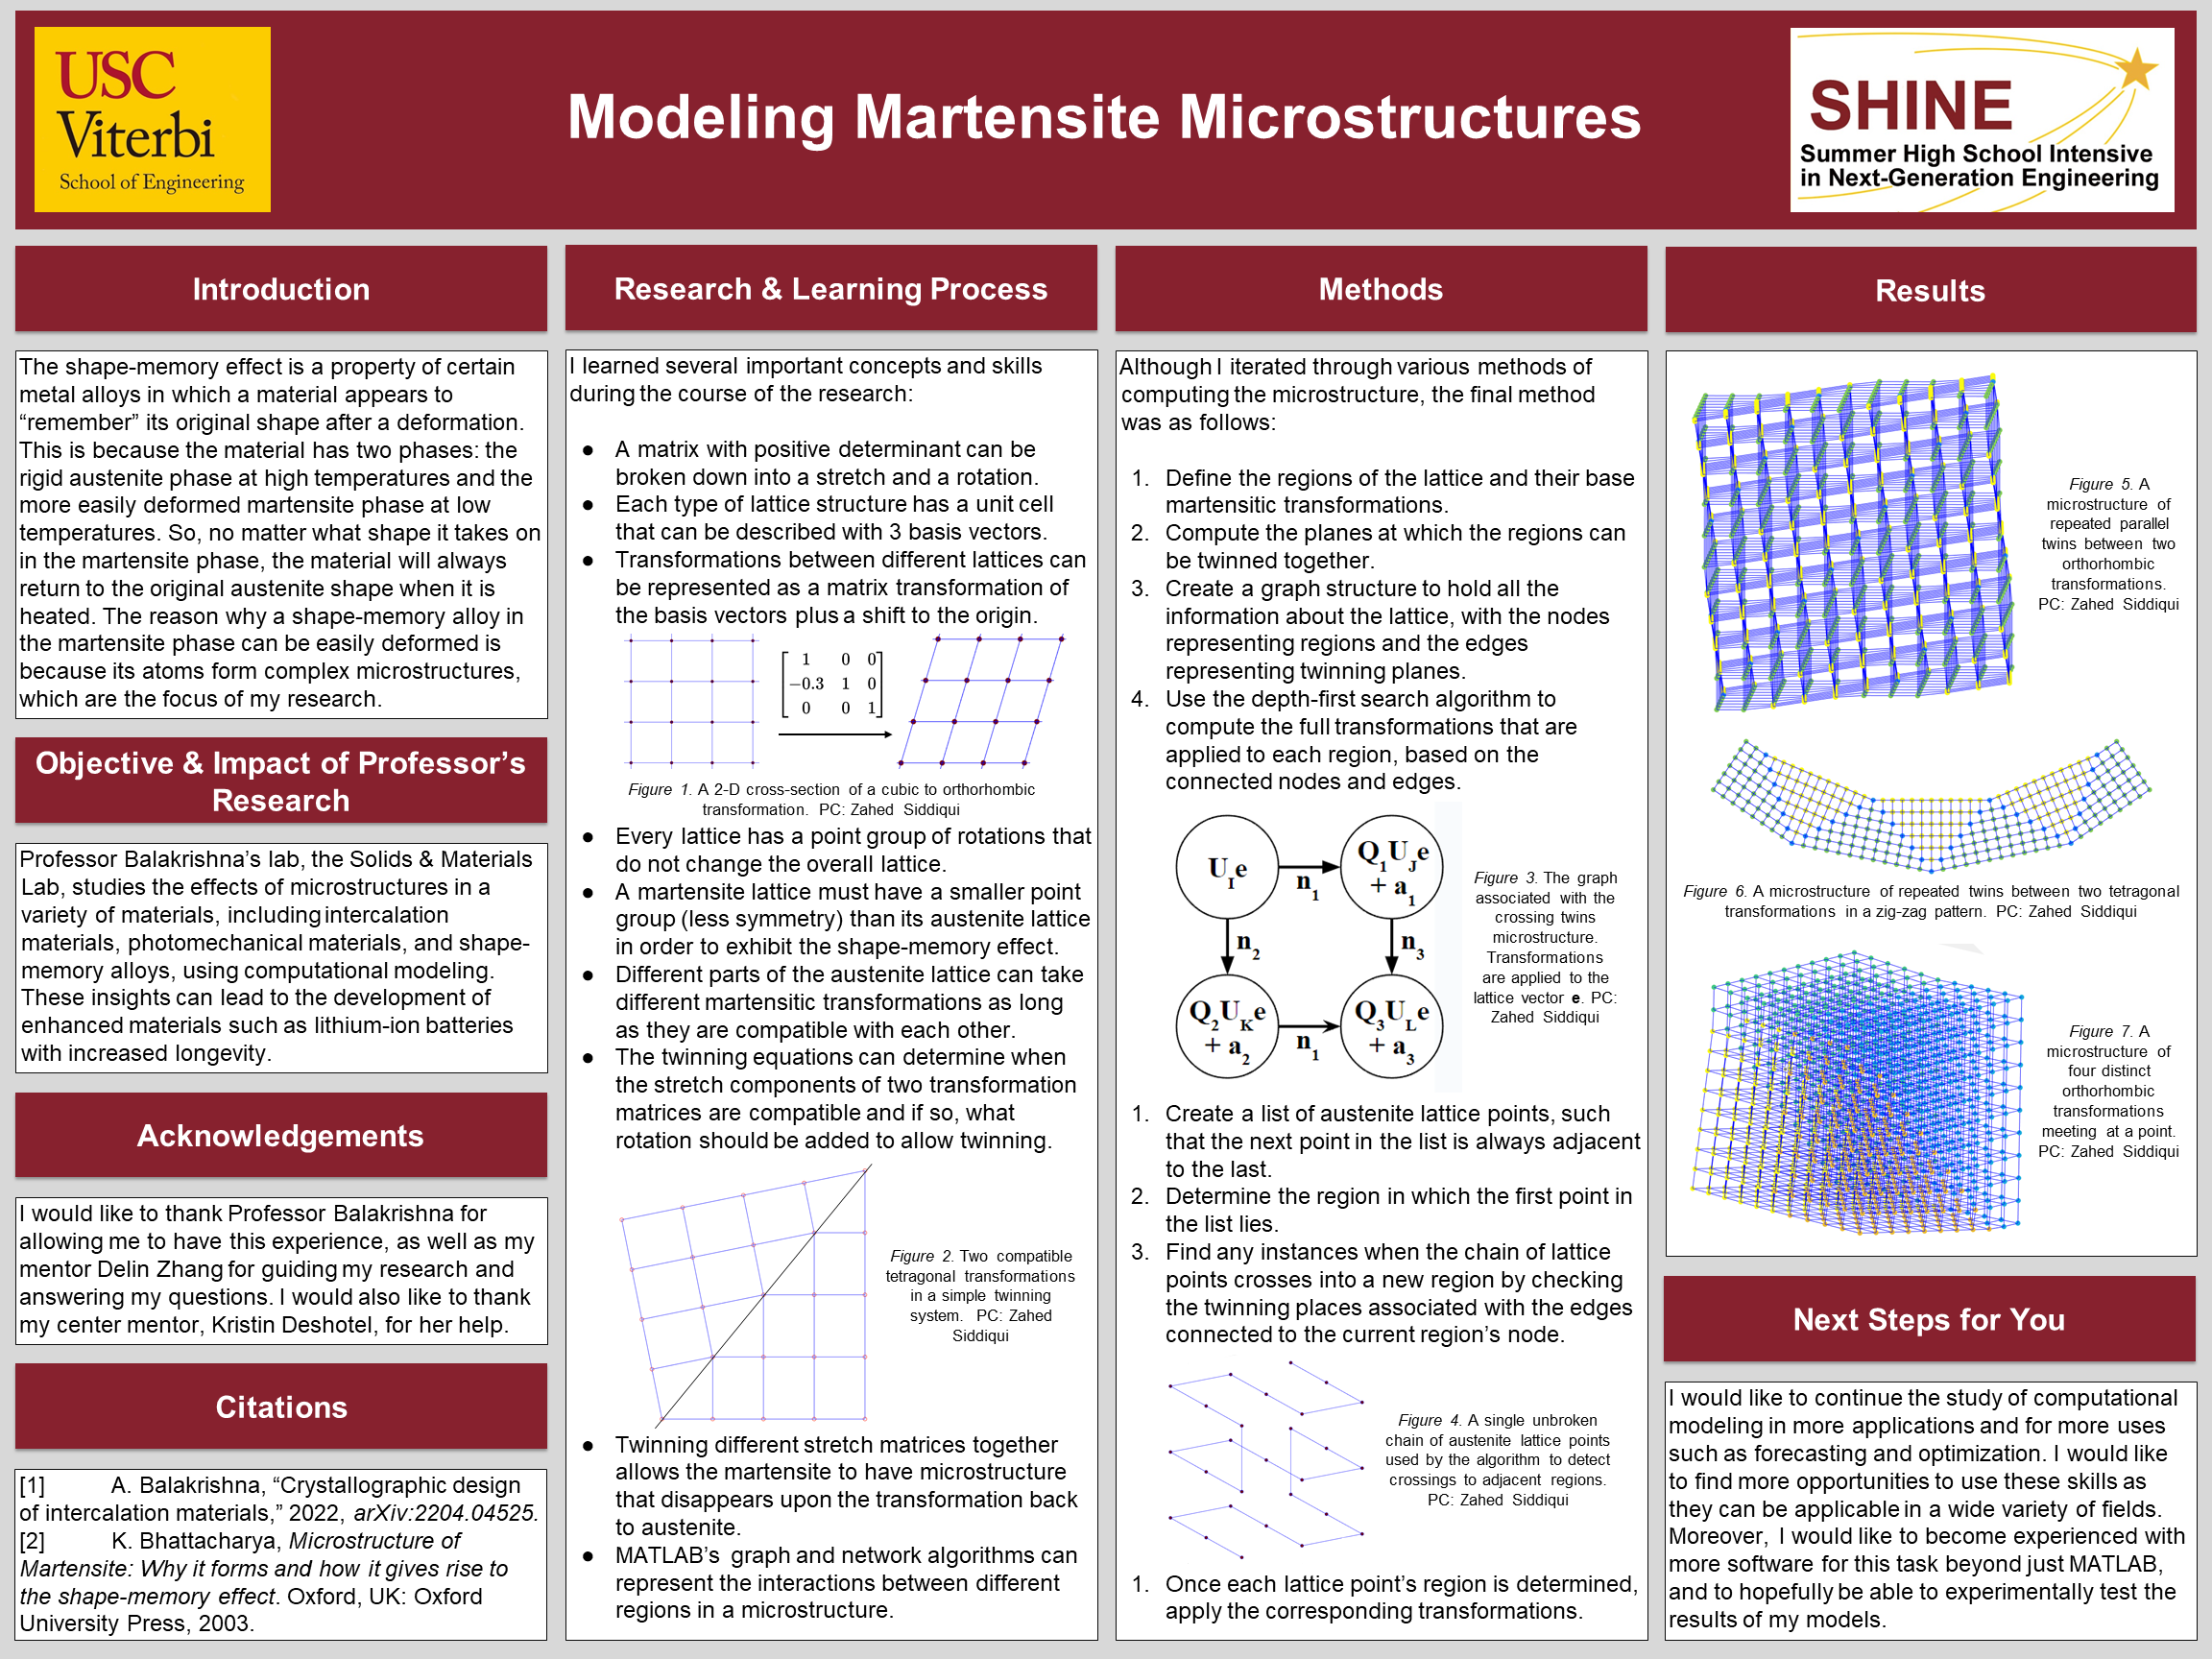 USC
Viterbi
School of Engineering
Modeling Martensite Microstructures
SHINE
Summer High School Intensive
in Next-Generation Engineering
Introduction
The shape-memory effect is a property of certain
metal alloys in which a material appears to
“remember” its original shape after a deformation.
This is because the material has two phases: the
rigid austenite phase at high temperatures and the
more easily deformed martensite phase at low
temperatures. So, no matter what shape it takes on
in the martensite phase, the material will always
return to the original austenite shape when it is
heated. The reason why a shape-memory alloy in
the martensite phase can be easily deformed is
because its atoms form complex microstructures,
which are the focus of my research.
Objective & Impact of Professor’s
Research
Professor Balakrishna’s lab, the Solids & Materials
Lab, studies the effects of microstructures in a
variety of materials, including intercalation
materials, photomechanical materials, and shape-
memory alloys, using computational modeling.
These insights can lead to the development of
enhanced materials such as lithium-ion batteries
with increased longevity.
Acknowledgements
I would like to thank Professor Balakrishna for
allowing me to have this experience, as well as my
mentor Delin Zhang for guiding my research and
answering my questions. I would also like to thank
my center mentor, Kristin Deshotel, for her help.
Citations
[1] A. Balakrishna, “Crystallographic design
of intercalation materials,” 2022, arXiv:2204.04525.
[2] K. Bhattacharya, Microstructure of
Martensite: Why it forms and how it gives rise to
the shape-memory effect. Oxford, UK: Oxford
University Press, 2003.
Research & Learning Process
I learned several important concepts and skills
during the course of the research:
● A matrix with positive determinant can be
broken down into a stretch and a rotation.
● Each type of lattice structure has a unit cell
that can be described with 3 basis vectors.
● Transformations between different lattices can
be represented as a matrix transformation of
the basis vectors plus a shift to the origin.
1 0 0
−0.3 1 0
0 0 1
Figure 1. A 2-D cross-section of a cubic to orthorhombic
transformation. PC: Zahed Siddiqui
● Every lattice has a point group of rotations that
do not change the overall lattice.
● A martensite lattice must have a smaller point
group (less symmetry) than its austenite lattice
in order to exhibit the shape-memory effect.
● Different parts of the austenite lattice can take
different martensitic transformations as long
as they are compatible with each other.
● The twinning equations can determine when
the stretch components of two transformation
matrices are compatible and if so, what
rotation should be added to allow twinning.
Figure 2. Two compatible
tetragonal transformations
in a simple twinning
system. PC: Zahed
Siddiqui
● Twinning different stretch matrices together
allows the martensite to have microstructure
that disappears upon the transformation back
to austenite.
● MATLAB’s graph and network algorithms can
represent the interactions between different
regions in a microstructure.
Methods
Although I iterated through various methods of
computing the microstructure, the final method
was as follows:
1. Define the regions of the lattice and their base
martensitic transformations.
2. Compute the planes at which the regions can
be twinned together.
3. Create a graph structure to hold all the
information about the lattice, with the nodes
representing regions and the edges
representing twinning planes.
4. Use the depth-first search algorithm to
compute the full transformations that are
applied to each region, based on the
connected nodes and edges.
U_I e
n_1
Q_1 U_J e
+ a_1
n_2
n_3
Q_2 U_K e
+ a_2
n_1
Q_3 U_L e
+ a_3
Figure 3. The graph
associated with the
crossing twins
microstructure.
Transformations
are applied to the
lattice vector e. PC:
Zahed Siddiqui
1. Create a list of austenite lattice points, such
that the next point in the list is always adjacent
to the last.
2. Determine the region in which the first point in
the list lies.
3. Find any instances when the chain of lattice
points crosses into a new region by checking
the twinning places associated with the edges
connected to the current region’s node.
Figure 4. A single unbroken
chain of austenite lattice points
used by the algorithm to detect
crossings to adjacent regions.
PC: Zahed Siddiqui
1. Once each lattice point’s region is determined,
apply the corresponding transformations.
Results
Figure 5. A
microstructure of
repeated parallel
twins between two
orthorhombic
transformations.
PC: Zahed Siddiqui
Figure 6. A microstructure of repeated twins between two tetragonal
transformations in a zig-zag pattern. PC: Zahed Siddiqui
Figure 7. A
microstructure of
four distinct
orthorhombic
transformations
meeting at a point.
PC: Zahed Siddiqui
Next Steps for You
I would like to continue the study of computational
modeling in more applications and for more uses
such as forecasting and optimization. I would like
to find more opportunities to use these skills as
they can be applicable in a wide variety of fields.
Moreover, I would like to become experienced with
more software for this task beyond just MATLAB,
and to hopefully be able to experimentally test the
results of my models.